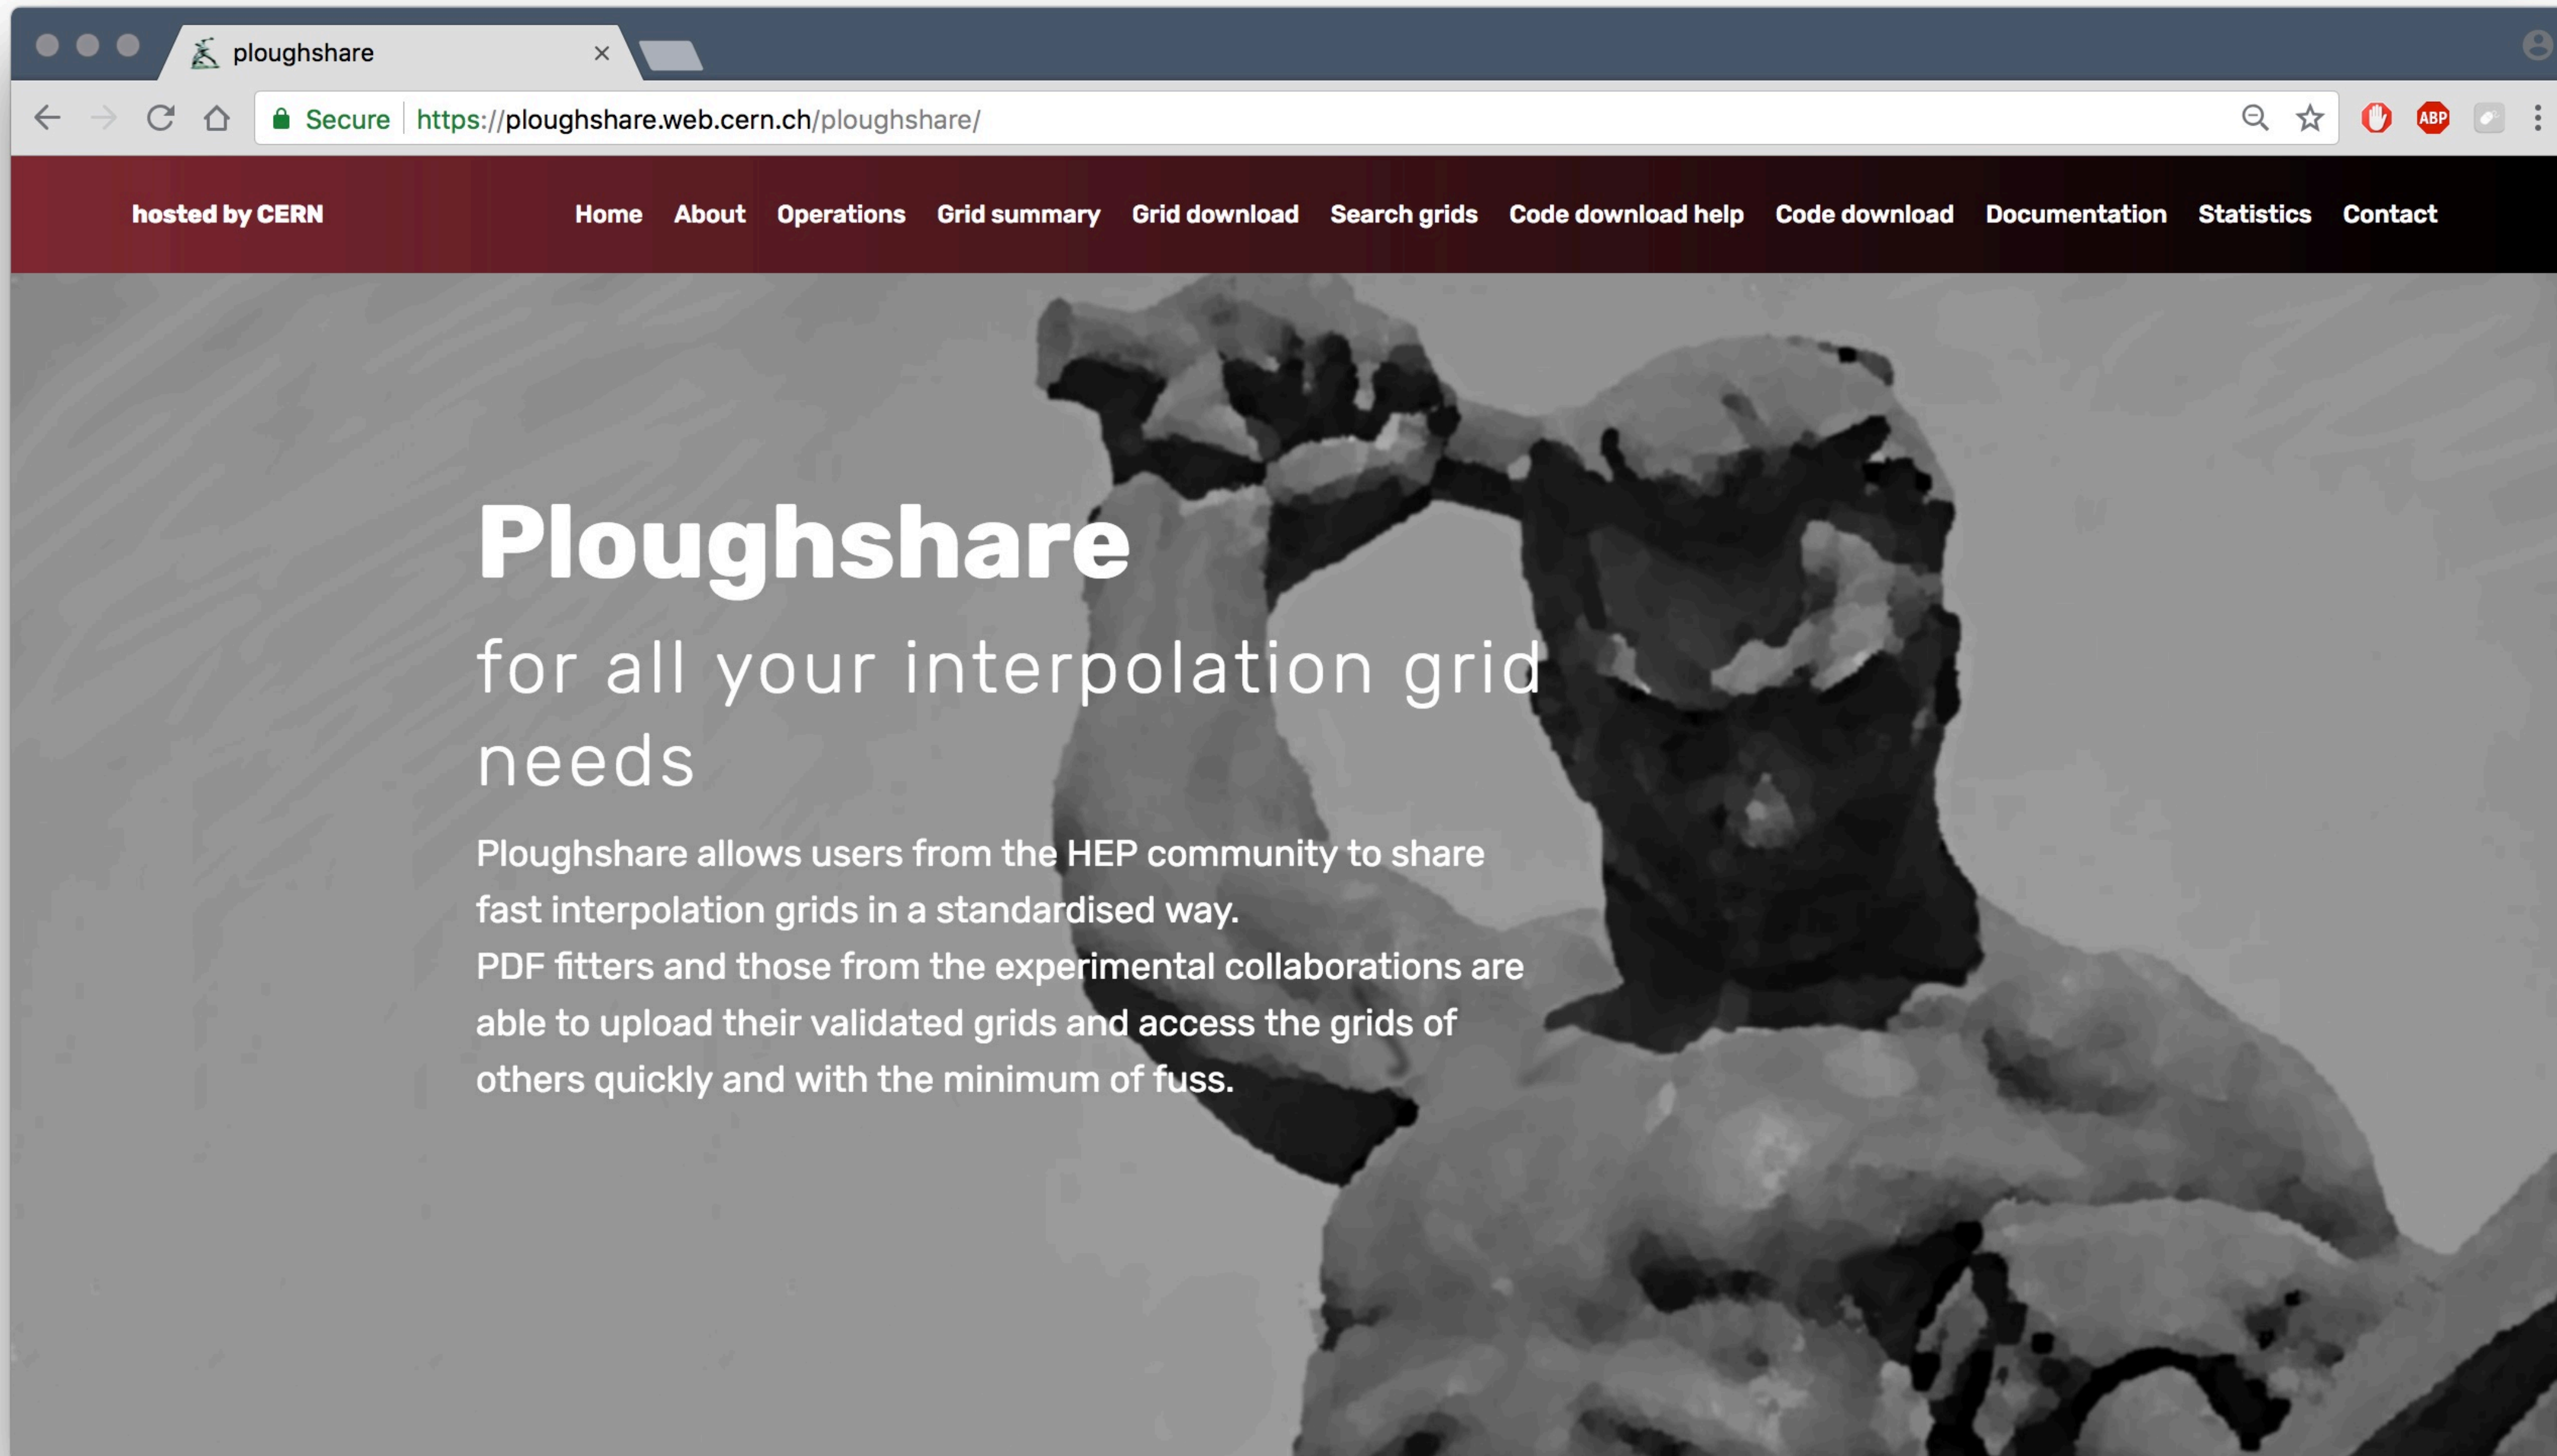 ploughshare
Secure https://ploughshare.web.cern.ch/ploughshare/
ABP
hosted by CERN Home About Operations Grid summary Grid download Search grids Code download help Code download Documentation Statistics Contact
Ploughshare
for all your interpolation grid
needs
Ploughshare allows users from the HEP community to share
fast interpolation grids in a standardised way.
PDF fitters and those from the experimental collaborations are
able to upload their validated grids and access the grids of
others quickly and with the minimum of fuss.